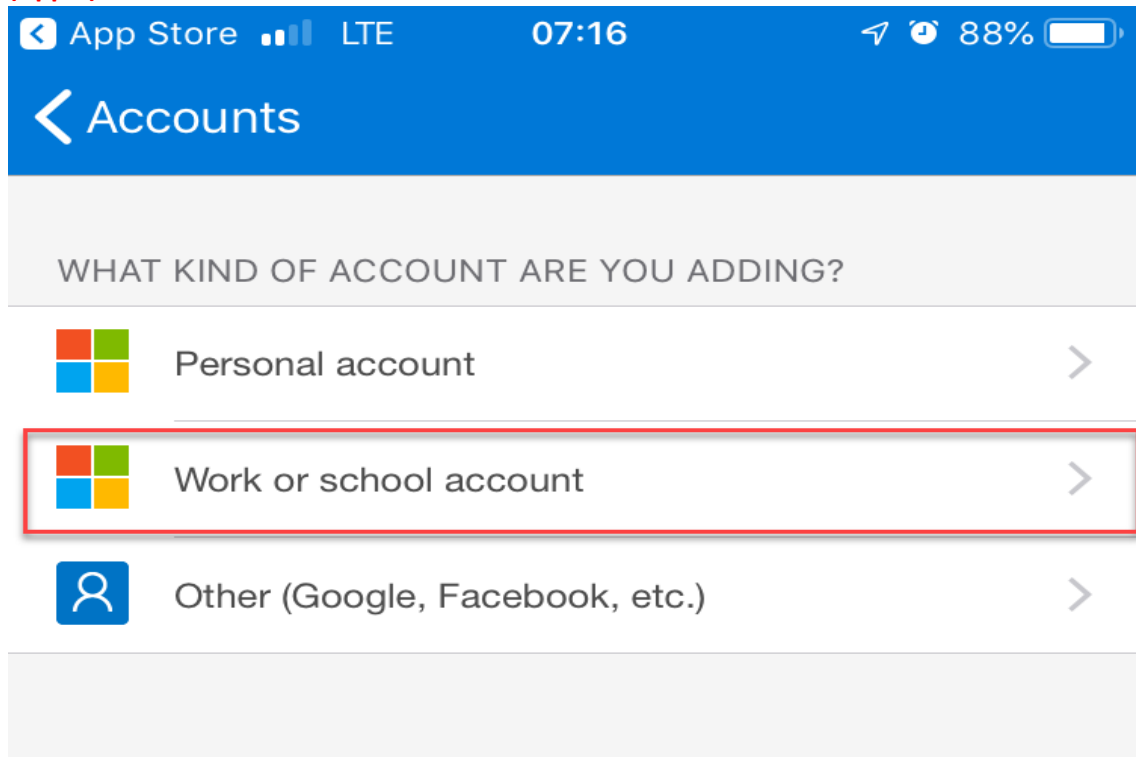 App Store LTE 07:16 88%
Accounts
WHAT KIND OF ACCOUNT ARE YOU ADDING?
Personal account
Work or school account
Other (Google, Facebook, etc.)